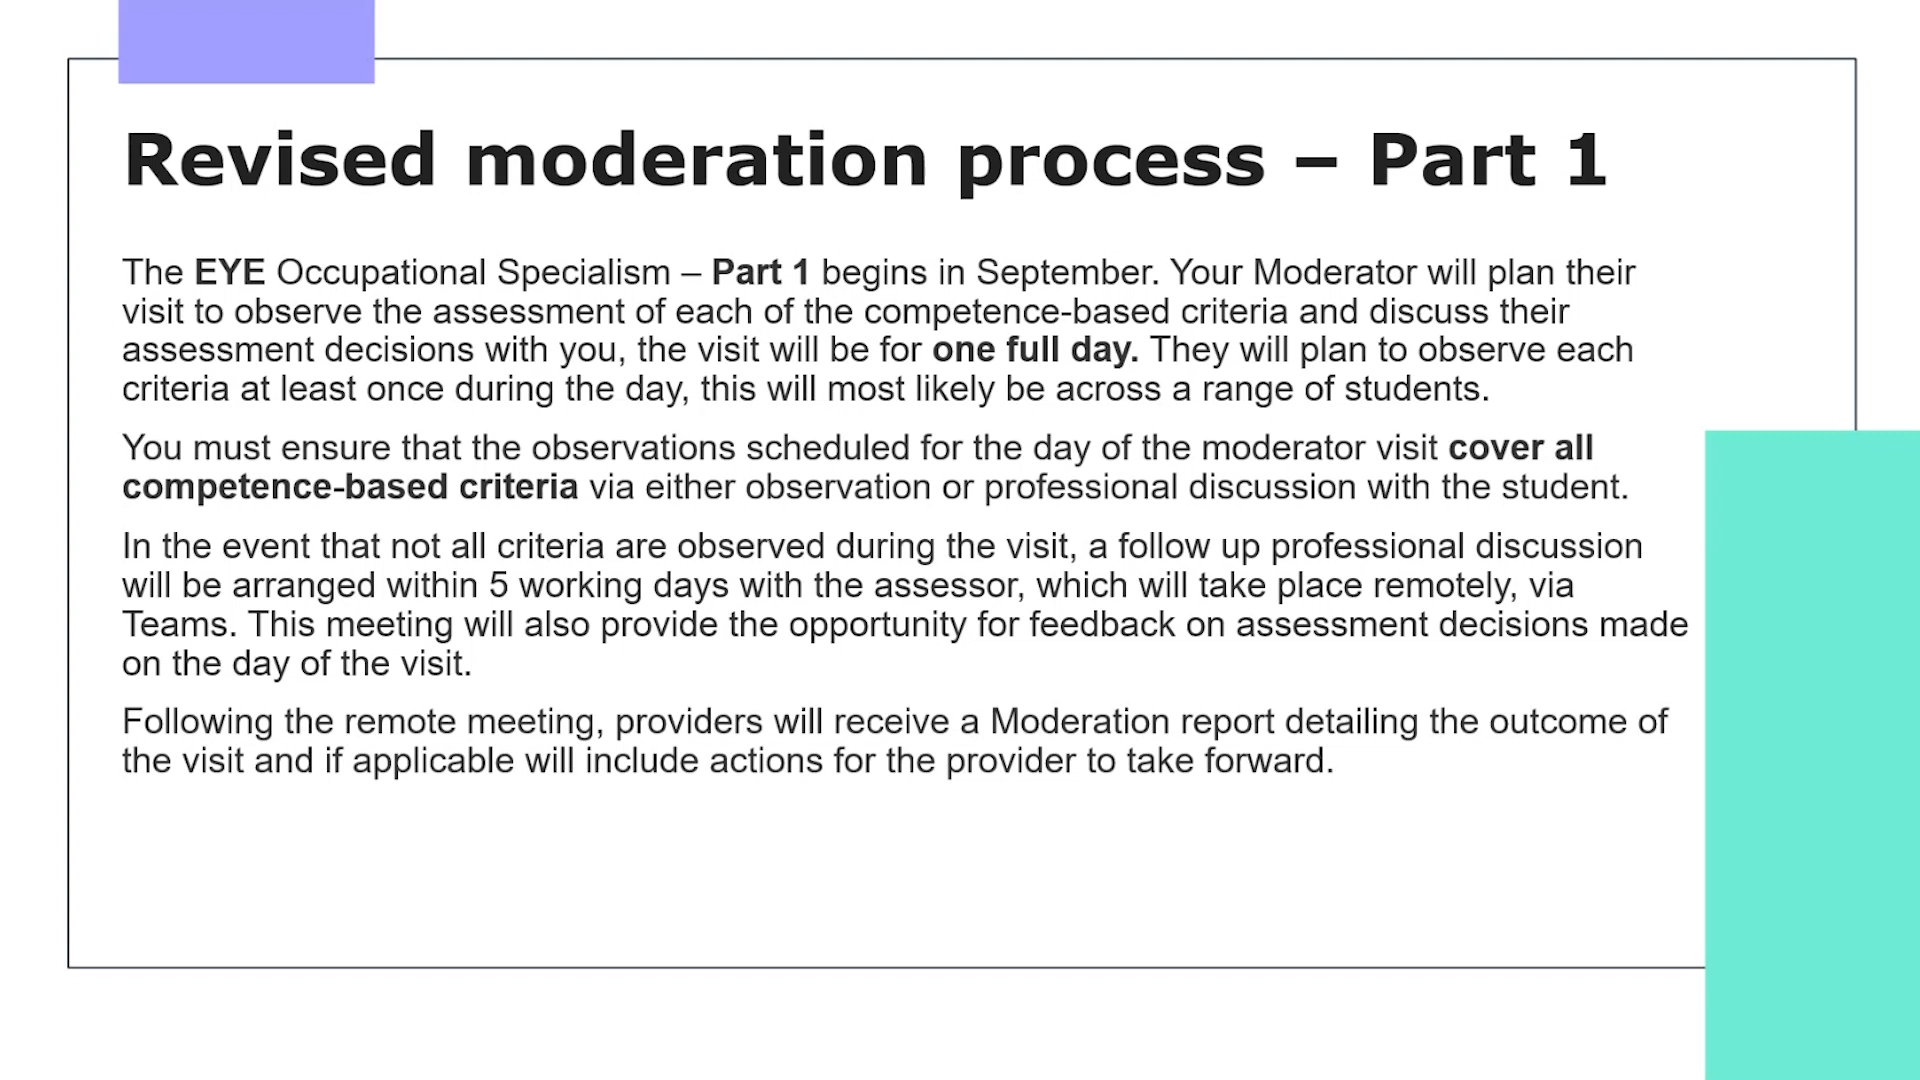 Revised moderation process – Part 1
The EYE Occupational Specialism – Part 1 begins in September. Your Moderator will plan their
visit to observe the assessment of each of the competence-based criteria and discuss their
assessment decisions with you, the visit will be for one full day. They will plan to observe each
criteria at least once during the day, this will most likely be across a range of students.
You must ensure that the observations scheduled for the day of the moderator visit cover all
competence-based criteria via either observation or professional discussion with the student.
In the event that not all criteria are observed during the visit, a follow up professional discussion
will be arranged within 5 working days with the assessor, which will take place remotely, via
Teams. This meeting will also provide the opportunity for feedback on assessment decisions made
on the day of the visit.
Following the remote meeting, providers will receive a Moderation report detailing the outcome of
the visit and if applicable will include actions for the provider to take forward.